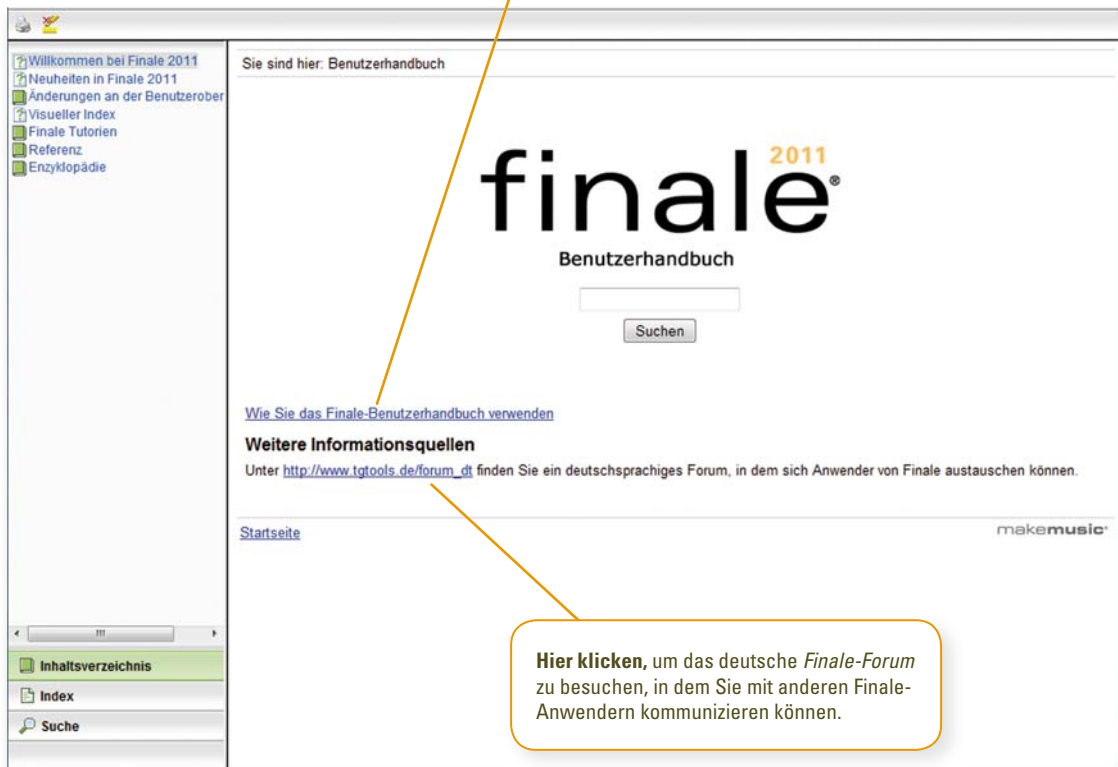 Willkommen bei Finale 2011
Neuheiten in Finale 2011
Änderungen an der Benutzerober
Visueller Index
Finale Tutorien
Referenz
Enzyklopädie
Sie sind hier: Benutzerhandbuch
finale® 2011
Benutzerhandbuch
Suchen
Wie Sie das Finale-Benutzerhandbuch verwenden
Weitere Informationsquellen
Unter http://www.tgtools.de/forum_dt finden Sie ein deutschsprachiges Forum, in dem sich Anwender von Finale austauschen können.
Startseite
makemusic
Hier klicken, um das deutsche Finale-Forum
zu besuchen, in dem Sie mit anderen Finale-
Anwendern kommunizieren können.
Inhaltsverzeichnis
Index
Suche